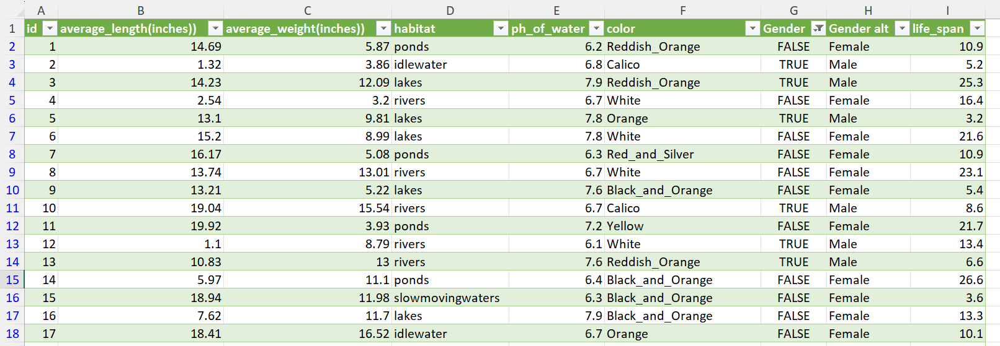 A B C D E F G H I
1 id average_length(inches)) average_weight(inches)) habitat ph_of_water color Gender Gender alt life_span
2 1 14.69 5.87 ponds 6.2 Reddish_Orange FALSE Female 10.9
3 2 1.32 3.86 idlewater 6.8 Calico TRUE Male 5.2
4 3 14.23 12.09 lakes 7.9 Reddish_Orange TRUE Male 25.3
5 4 2.54 3.2 rivers 6.7 White FALSE Female 16.4
6 5 13.1 9.81 lakes 7.8 Orange TRUE Male 3.2
7 6 15.2 8.99 lakes 7.8 White FALSE Female 21.6
8 7 16.17 5.08 ponds 6.3 Red_and_Silver FALSE Female 10.9
9 8 13.74 13.01 rivers 6.7 White FALSE Female 23.1
10 9 13.21 5.22 lakes 7.6 Black_and_Orange FALSE Female 5.4
11 10 19.04 15.54 rivers 6.7 Calico TRUE Male 8.6
12 11 19.92 3.93 ponds 7.2 Yellow FALSE Female 21.7
13 12 1.1 8.79 rivers 6.1 White TRUE Male 13.4
14 13 10.83 13 rivers 7.6 Reddish_Orange TRUE Male 6.6
15 14 5.97 11.1 ponds 6.4 Black_and_Orange FALSE Female 26.6
16 15 18.94 11.98 slowmovingwaters 6.3 Black_and_Orange FALSE Female 3.6
17 16 7.62 11.7 lakes 7.9 Black_and_Orange FALSE Female 13.3
18 17 18.41 16.52 idlewater 6.7 Orange FALSE Female 10.1